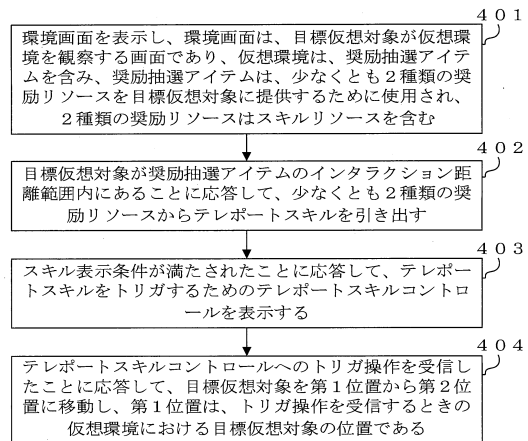 401
環境画面を表示し、環境画面は、目標仮想対象が仮想環
境を観察する画面であり、仮想環境は、奨励抽選アイテ
ムを含み、奨励抽選アイテムは、少なくとも2種類の奨
励リソースを目標仮想対象に提供するために使用され、
2種類の奨励リソースはスキルリソースを含む
402
目標仮想対象が奨励抽選アイテムのインタラクション距
離範囲内にあることに応答して、少なくとも2種類の奨
励リソースからテレポートスキルを引き出す
403
スキル表示条件が満たされたことに応答して、テレポー
トスキルをトリガするためのテレポートスキルコントロ
ールを表示する
404
テレポートスキルコントロールへのトリガ操作を受信し
たことに応答して、目標仮想対象を第1位置から第2位
置に移動し、第1位置は、トリガ操作を受信するときの
仮想環境における目標仮想対象の位置である